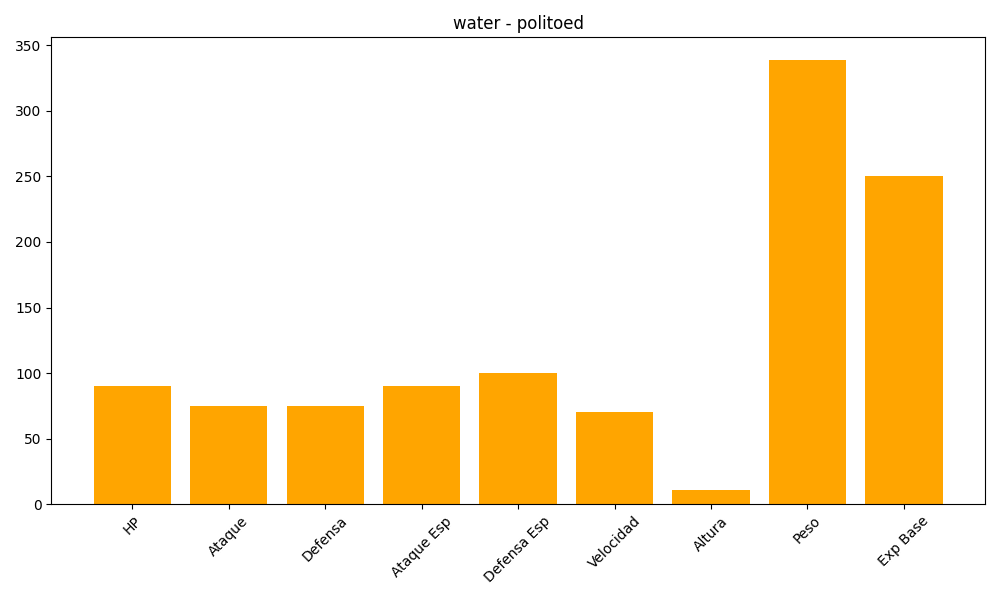 water - politoed
350
300
250
200
150
100
50
0
HP
Ataque
Defensa
Ataque Esp
Defensa Esp
Velocidad
Altura
Peso
Exp Base